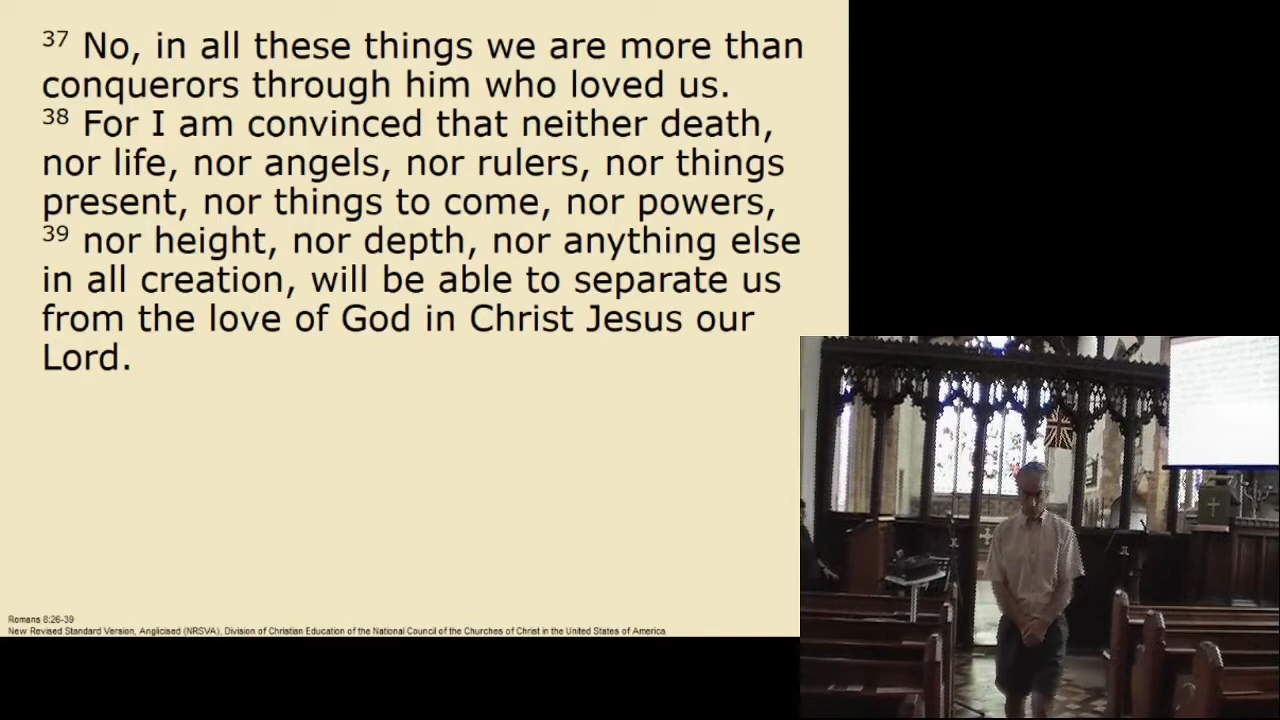 37 No, in all these things we are more than
conquerors through him who loved us.
38 For I am convinced that neither death,
nor life, nor angels, nor rulers, nor things
present, nor things to come, nor powers,
39 nor height, nor depth, nor anything else
in all creation, will be able to separate us
from the love of God in Christ Jesus our
Lord.
Romans 8:26-39
New Revised Standard Version, Anglicised (NRSVA), Division of Christian Education of the National Council of the Churches of Christ in the United States of America